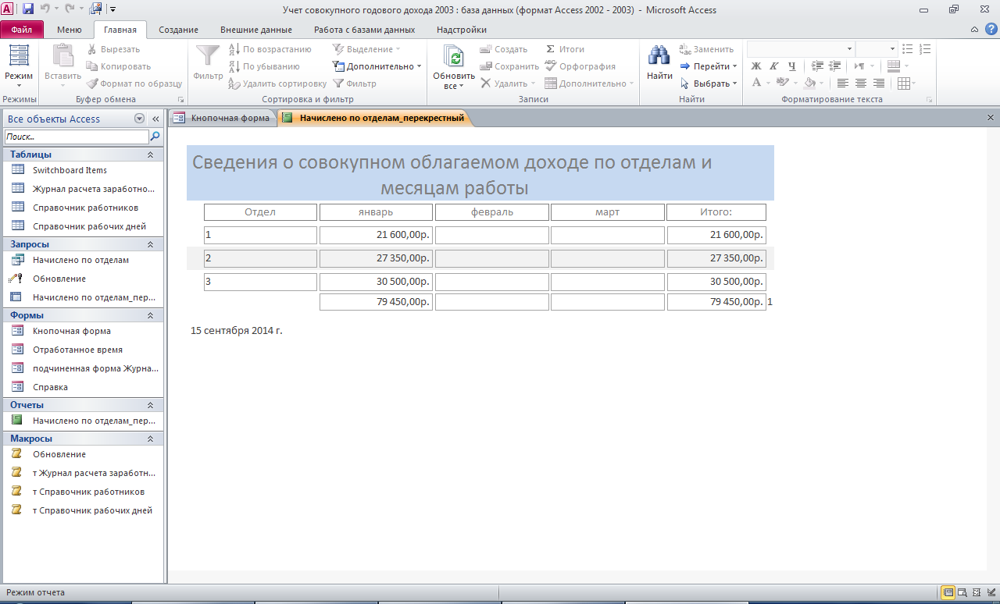 Учет совокупного годового дохода 2003 : база данных (формат Access 2002 - 2003) - Microsoft Access
Файл Меню Главная Создание Внешние данные Работа с базами данных Надстройки
Режим
Режимы
Вставить
Вырезать
Копировать
Формат по образцу
Буфер обмена
Фильтр
По возрастанию
По убыванию
Удалить сортировку
Выделение
Дополнительно
Фильтр
Сортировка и фильтр
Обновить
все
Создать
Сохранить
Удалить
Итоги
Орфография
Дополнительно
Записи
Найти
Заменить
Перейти
Выбрать
Найти
Ж К Ч
А
Форматирование текста
Все объекты Access
Поиск...
Таблицы
Switchboard Items
Журнал расчета заработно...
Справочник работников
Справочник рабочих дней
Запросы
Начислено по отделам
Обновление
Начислено по отделам_пер...
Формы
Кнопочная форма
Отработанное время
подчиненная форма Журна...
Справка
Отчеты
Начислено по отделам_пер...
Макросы
Обновление
т Журнал расчета заработн...
т Справочник работников
т Справочник рабочих дней
Кнопочная форма
Начислено по отделам_перекрестный
Сведения о совокупном облагаемом доходе по отделам и
месяцам работы
Отдел январь февраль март Итого:
1 21 600,00р. 21 600,00р.
2 27 350,00р. 27 350,00р.
3 30 500,00р. 30 500,00р.
79 450,00р. 79 450,00р. 1
15 сентября 2014 г.
Режим отчета